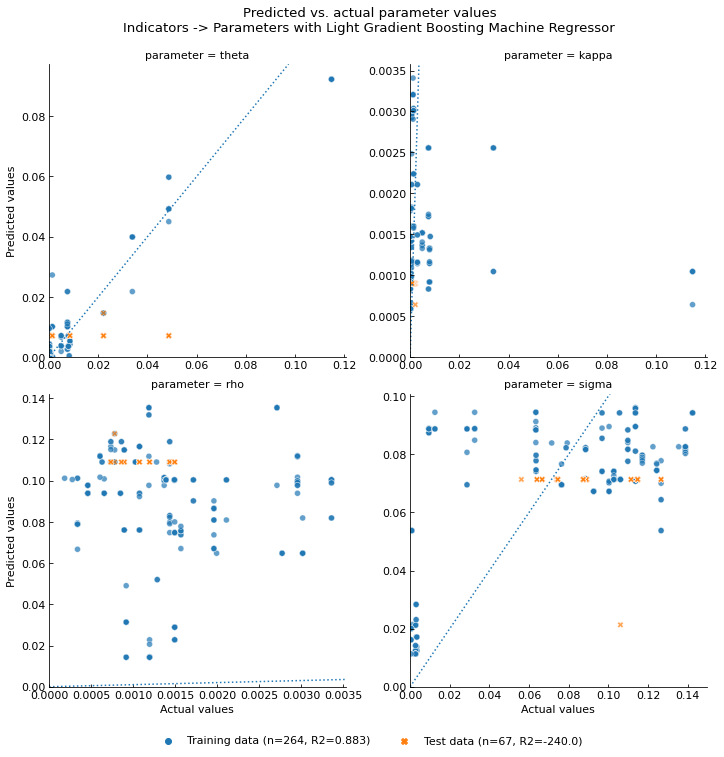 Predicted vs. actual parameter values
Indicators -> Parameters with Light Gradient Boosting Machine Regressor
parameter = theta
parameter = kappa
Predicted values
0.08
0.06
0.04
0.02
0.00
0.00 0.02 0.04 0.06 0.08 0.10 0.12
0.0035
0.0030
0.0025
0.0020
0.0015
0.0010
0.0005
0.0000
0.00 0.02 0.04 0.06 0.08 0.10 0.12
parameter = rho
parameter = sigma
Predicted values
0.14
0.12
0.10
0.08
0.06
0.04
0.02
0.00
0.0000 0.0005 0.0010 0.0015 0.0020 0.0025 0.0030 0.0035
Actual values
0.10
0.08
0.06
0.04
0.02
0.00
0.00 0.02 0.04 0.06 0.08 0.10 0.12 0.14
Actual values
Training data (n=264, R2=0.883)
Test data (n=67, R2=-240.0)